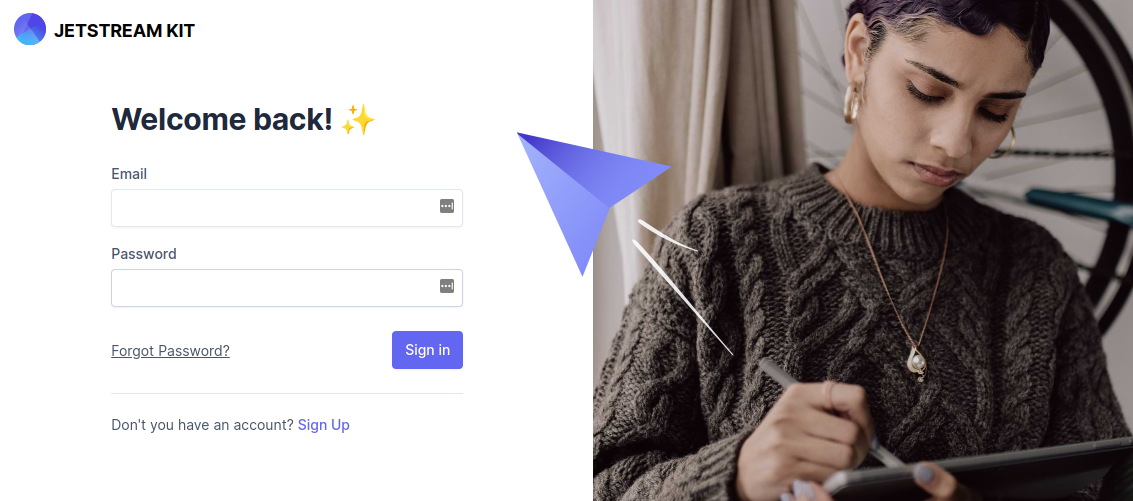 JETSTREAM KIT
Welcome back! ✨
Email
Password
Forgot Password?
Sign in
Don't you have an account? Sign Up